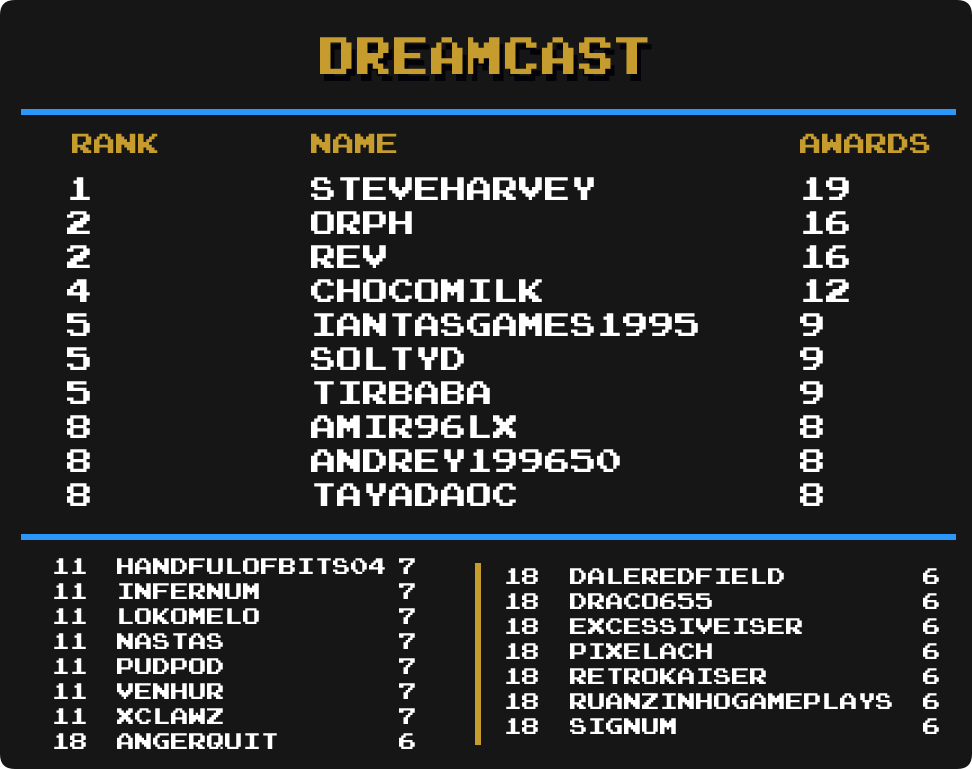 DREAMCAST
RANK NAME AWARDS
1 STEVEHARVEY 19
2 ORPH 16
2 REV 16
4 CHOCOMILK 12
5 IANTASGAMES1995 9
5 SOLTYD 9
5 TIRBABA 9
8 AMIR96LX 8
8 ANDREY199650 8
8 TAYADAOC 8
11 HANDFULOFBITS04 7
11 INFERNUM 7
11 LOKOMELO 7
11 NASTAS 7
11 PUDPOD 7
11 VENHUR 7
11 XCLAWZ 7
18 ANGERQUIT 6
18 DALEREDFIELD 6
18 DRACO655 6
18 EXCESSIVEISER 6
18 PIXELACH 6
18 RETROKAISER 6
18 RUANZINHOGAMEPLAYS 6
18 SIGNUM 6